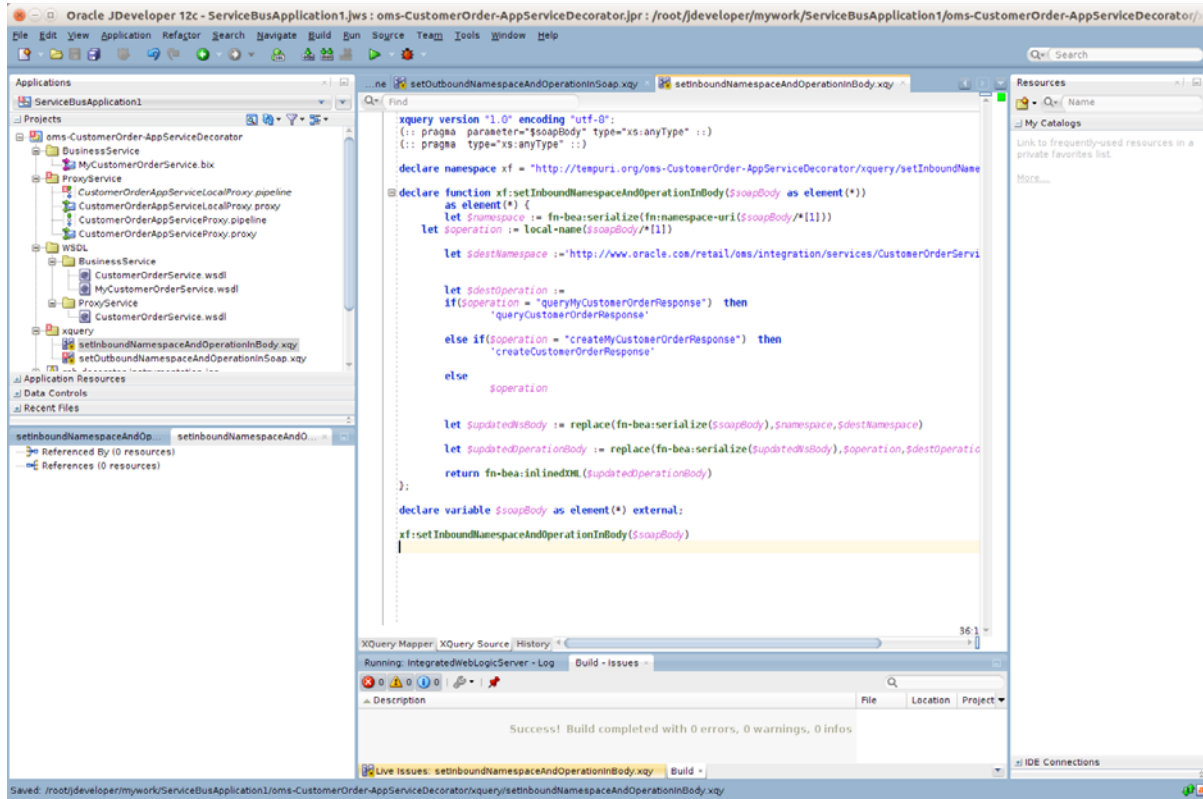 Oracle JDeveloper 12c - ServiceBusApplication1.jws : oms-CustomerOrder-AppServiceDecorator.jpr : /root/jdeveloper/mywork/ServiceBusApplication1/oms-CustomerOrder-AppServiceDecorator/
File Edit View Application Refactor Search Navigate Build Run Source Team Tools Window Help
Search
Applications
ServiceBusApplication1
Projects
oms-CustomerOrder-AppServiceDecorator
BusinessService
MyCustomerOrderService.bix
ProxyService
CustomerOrderAppServiceLocalProxy.pipeline
CustomerOrderAppServiceLocalProxy.proxy
CustomerOrderAppServiceProxy.pipeline
CustomerOrderAppServiceProxy.proxy
WSDL
BusinessService
CustomerOrderService.wsdl
MyCustomerOrderService.wsdl
ProxyService
CustomerOrderService.wsdl
xquery
setInboundNamespaceAndOperationInBody.xqy
setOutboundNamespaceAndOperationInSoap.xqy
Application Resources
Data Controls
Recent Files
setInboundNamespaceAndOp... setInboundNamespaceAndO...
Referenced By (0 resources)
References (0 resources)
...ne setOutboundNamespaceAndOperationInSoap.xqy setInboundNamespaceAndOperationInBody.xqy
Find
xquery version "1.0" encoding "utf-8";
(:: pragma parameter="$soapBody" type="xs:anyType" ::)
(:: pragma type="xs:anyType" ::)
declare namespace xf = "http://tempuri.org/oms-CustomerOrder-AppServiceDecorator/xquery/setInboundName
declare function xf:setInboundNamespaceAndOperationInBody($soapBody as element(*))
as element(*) {
let $namespace := fn-bea:serialize(fn:namespace-uri($soapBody/*[1]))
let $operation := local-name($soapBody/*[1])
let $destNamespace :='http://www.oracle.com/retail/oms/integration/services/CustomerOrderServi
let $destOperation :=
if($operation = "queryMyCustomerOrderResponse") then
'queryCustomerOrderResponse'
else if($operation = "createMyCustomerOrderResponse") then
'createCustomerOrderResponse'
else
$operation
let $updatedNsBody := replace(fn-bea:serialize($soapBody),$namespace,$destNamespace)
let $updatedOperationBody := replace(fn-bea:serialize($updatedNsBody),$operation,$destOperatio
return fn-bea:inlinedXML($updatedOperationBody)
};
declare variable $soapBody as element(*) external;
xf:setInboundNamespaceAndOperationInBody($soapBody)
36:1
XQuery Mapper XQuery Source History
Running: IntegratedWebLogicServer - Log Build - Issues
0 0 0
Description File Location Project
Success! Build completed with 0 errors, 0 warnings, 0 infos
Live Issues: setInboundNamespaceAndOperationInBody.xqy Build
Resources
Name
My Catalogs
Link to frequently-used resources in a
private favorites list.
More...
IDE Connections
Saved: /root/jdeveloper/mywork/ServiceBusApplication1/oms-CustomerOrder-AppServiceDecorator/xquery/setInboundNamespaceAndOperationInBody.xqy